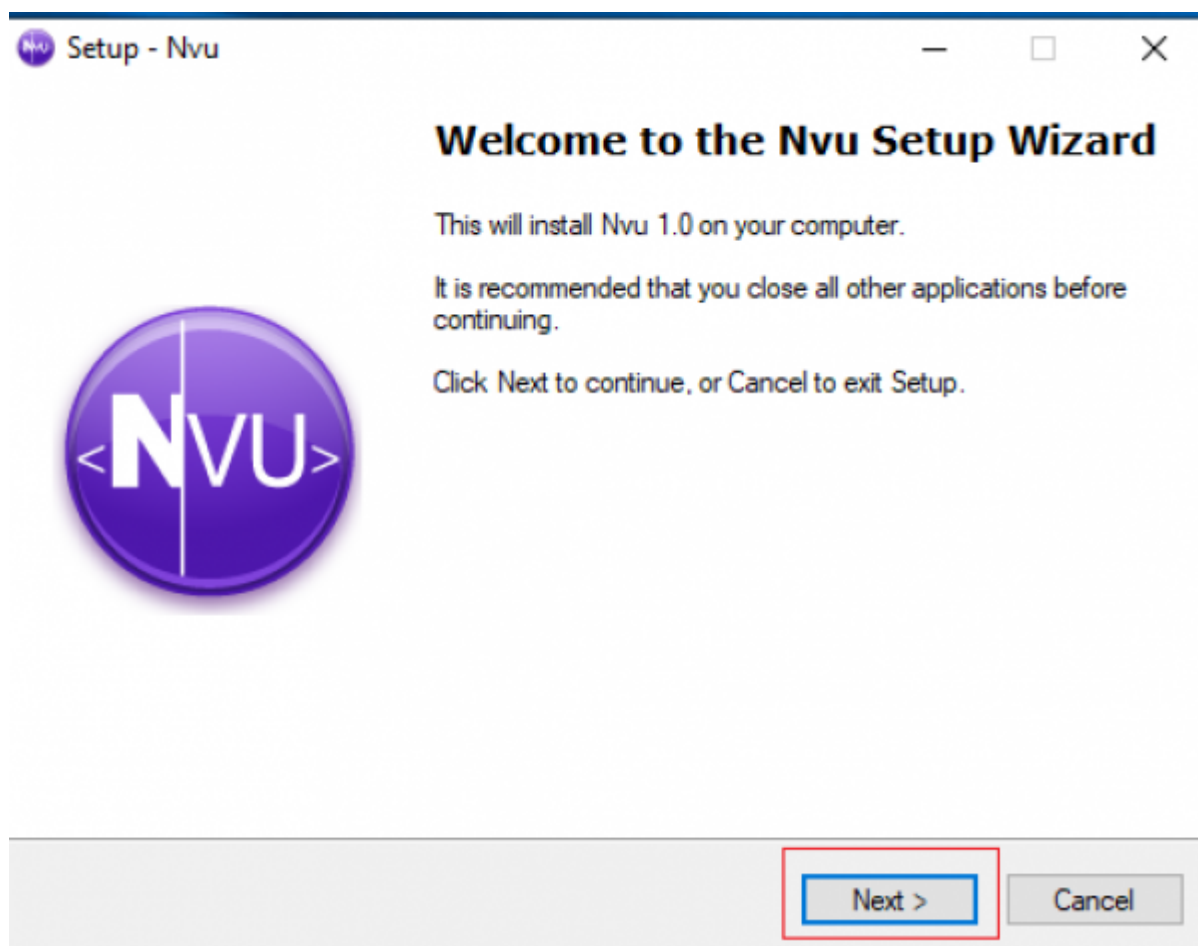 Setup - Nvu
Welcome to the Nvu Setup Wizard
This will install Nvu 1.0 on your computer.
It is recommended that you close all other applications before
continuing.
Click Next to continue, or Cancel to exit Setup.
<NVU>
Next >
Cancel